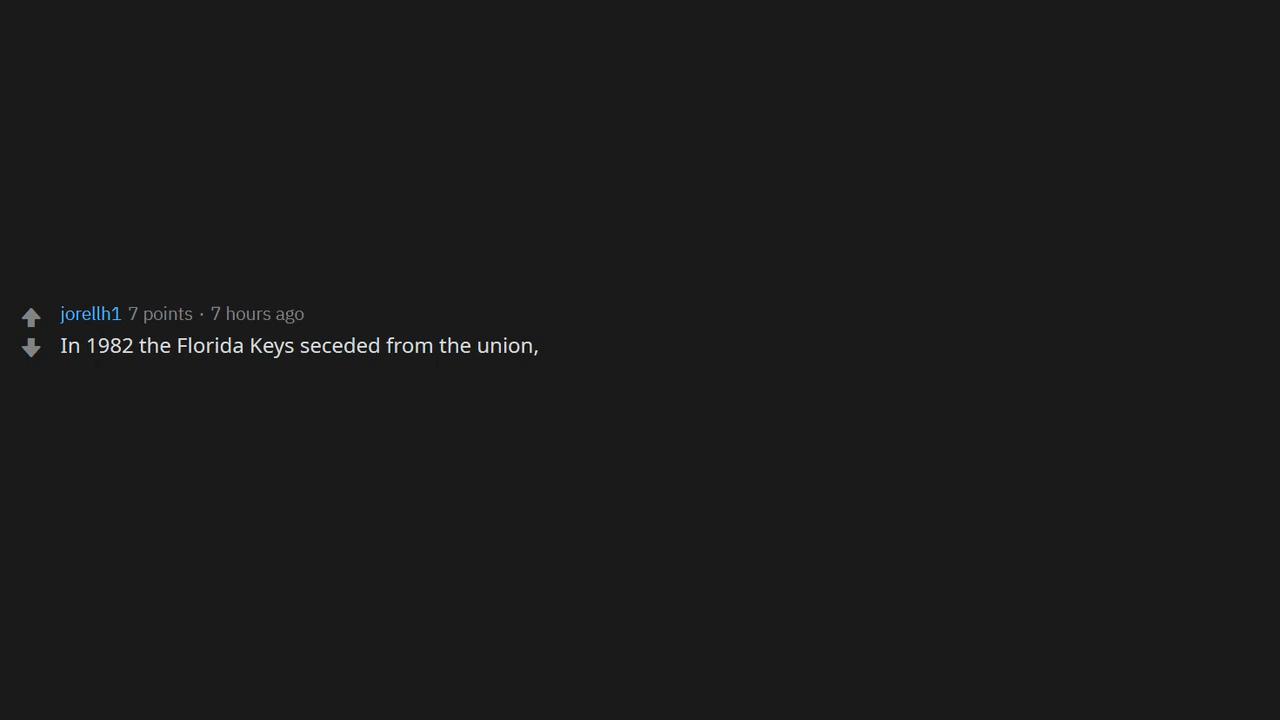 jorellh1 7 points · 7 hours ago
In 1982 the Florida Keys seceded from the union,